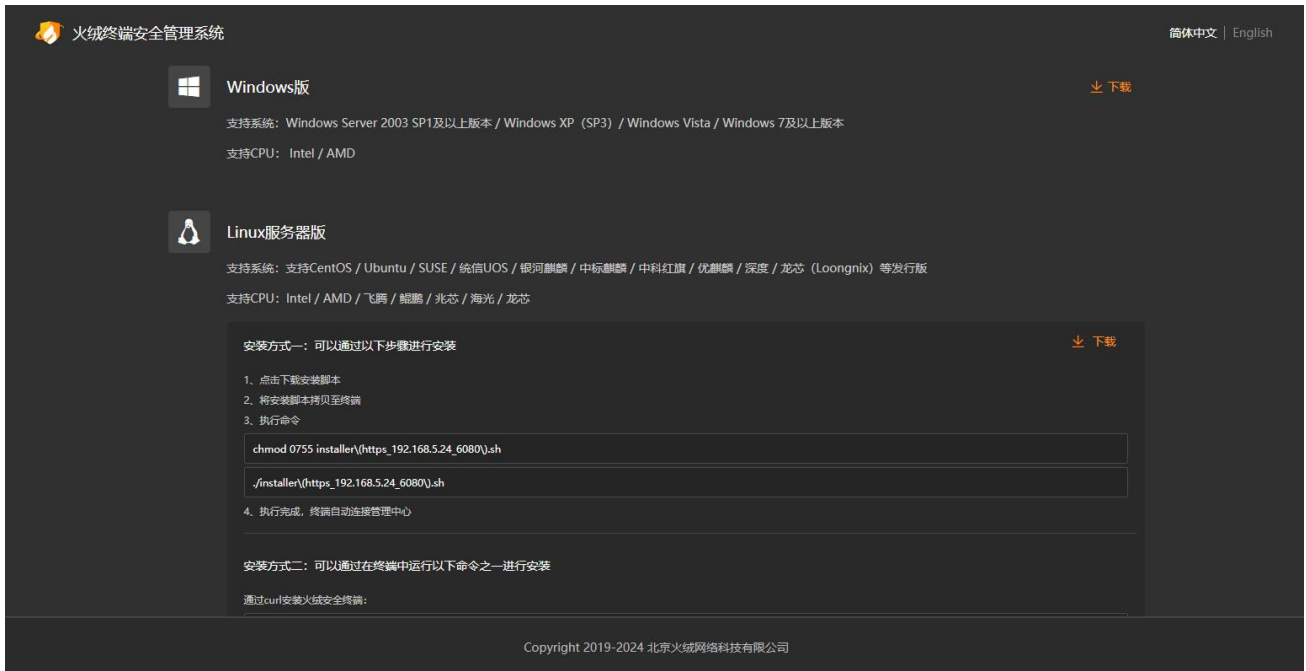 火绒终端安全管理系统
简体中文 | English
Windows版
下载
支持系统：Windows Server 2003 SP1及以上版本 / Windows XP（SP3）/ Windows Vista / Windows 7及以上版本
支持CPU： Intel / AMD
Linux服务器版
支持系统：支持CentOS / Ubuntu / SUSE / 统信UOS / 银河麒麟 / 中标麒麟 / 中科红旗 / 优麒麟 / 深度 / 龙芯（Loongnix）等发行版
支持CPU：Intel / AMD / 飞腾 / 鲲鹏 / 兆芯 / 海光 / 龙芯
安装方式一：可以通过以下步骤进行安装
下载
1、点击下载安装脚本
2、将安装脚本拷贝至终端
3、执行命令
chmod 0755 installer\(https_192.168.5.24_6080\).sh
./installer\(https_192.168.5.24_6080\).sh
4、执行完成，终端自动连接管理中心
安装方式二：可以通过在终端中运行以下命令之一进行安装
通过curl安装火绒安全终端：
Copyright 2019-2024 北京火绒网络科技有限公司